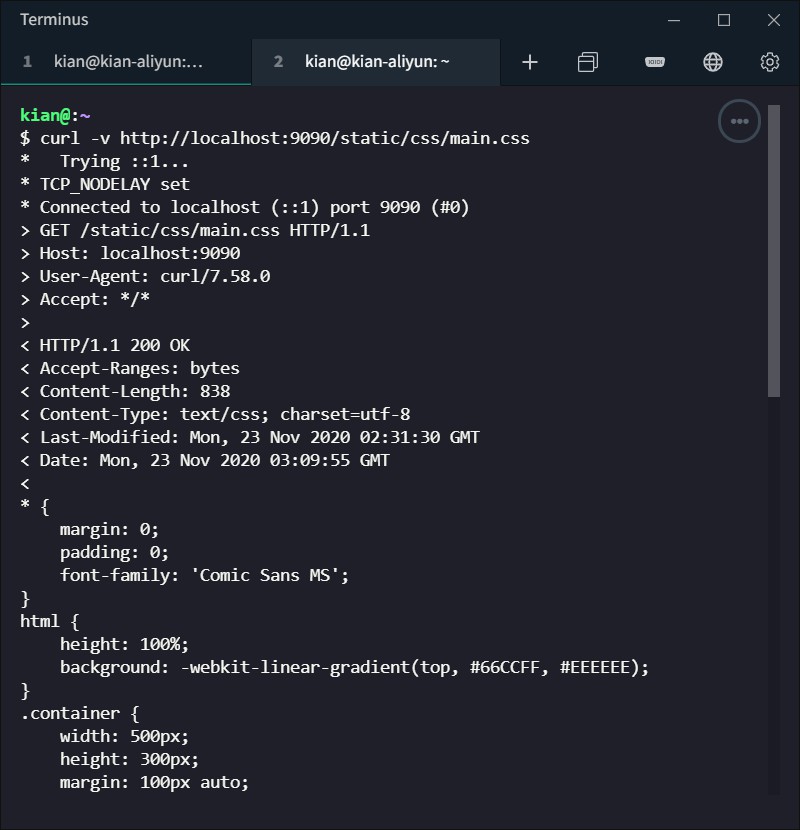 Terminus
1 kian@kian-aliyun:...
2 kian@kian-aliyun: ~
kian@:~
$ curl -v http://localhost:9090/static/css/main.css
*   Trying ::1...
* TCP_NODELAY set
* Connected to localhost (::1) port 9090 (#0)
> GET /static/css/main.css HTTP/1.1
> Host: localhost:9090
> User-Agent: curl/7.58.0
> Accept: */*
>
< HTTP/1.1 200 OK
< Accept-Ranges: bytes
< Content-Length: 838
< Content-Type: text/css; charset=utf-8
< Last-Modified: Mon, 23 Nov 2020 02:31:30 GMT
< Date: Mon, 23 Nov 2020 03:09:55 GMT
<
* {
    margin: 0;
    padding: 0;
    font-family: 'Comic Sans MS';
}
html {
    height: 100%;
    background: -webkit-linear-gradient(top, #66CCFF, #EEEEEE);
}
.container {
    width: 500px;
    height: 300px;
    margin: 100px auto;